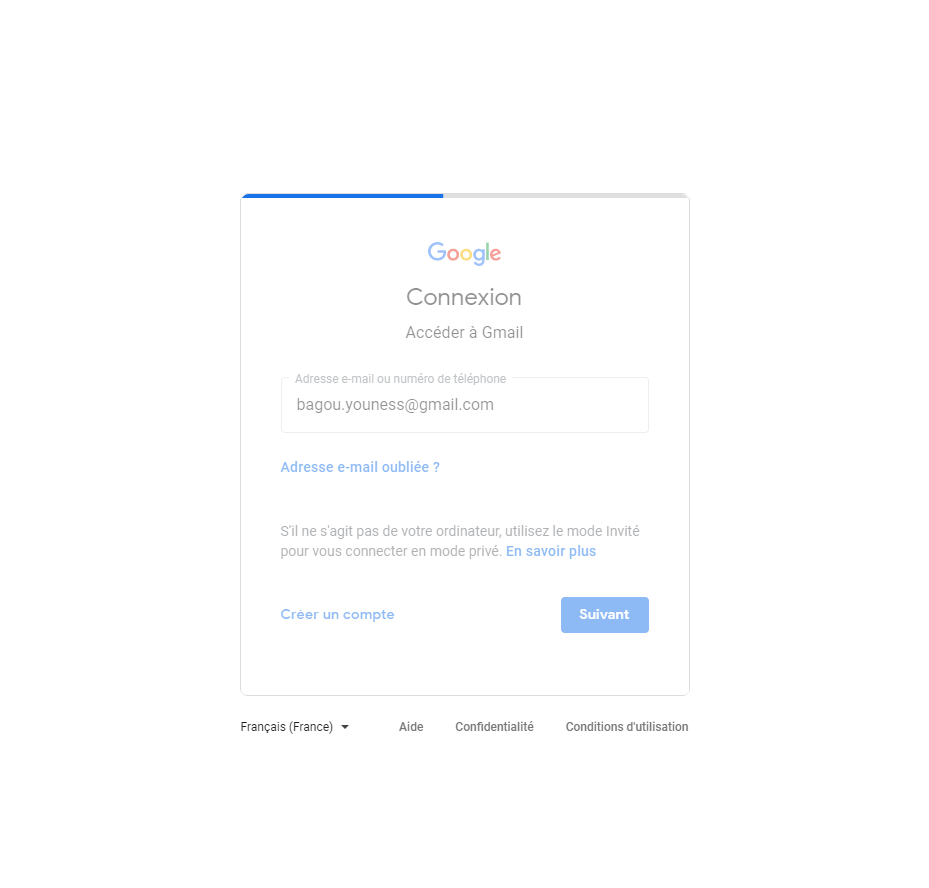 Google
Connexion
Accéder à Gmail
Adresse e-mail ou numéro de téléphone
bagou.youness@gmail.com
Adresse e-mail oubliée ?
S'il ne s'agit pas de votre ordinateur, utilisez le mode Invité
pour vous connecter en mode privé. En savoir plus
Créer un compte
Suivant
Français (France)
Aide
Confidentialité
Conditions d'utilisation